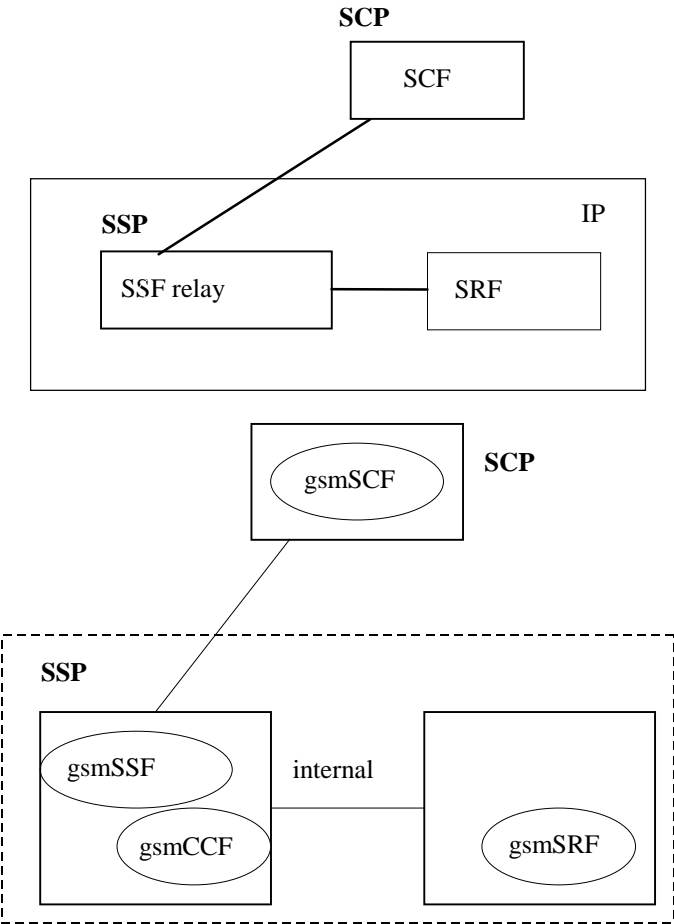 SCP
SCF
IP
SSP
SSF relay
SRF
gsmSCF
SCP
SSP
gsmSSF
internal
gsmCCF
gsmSRF